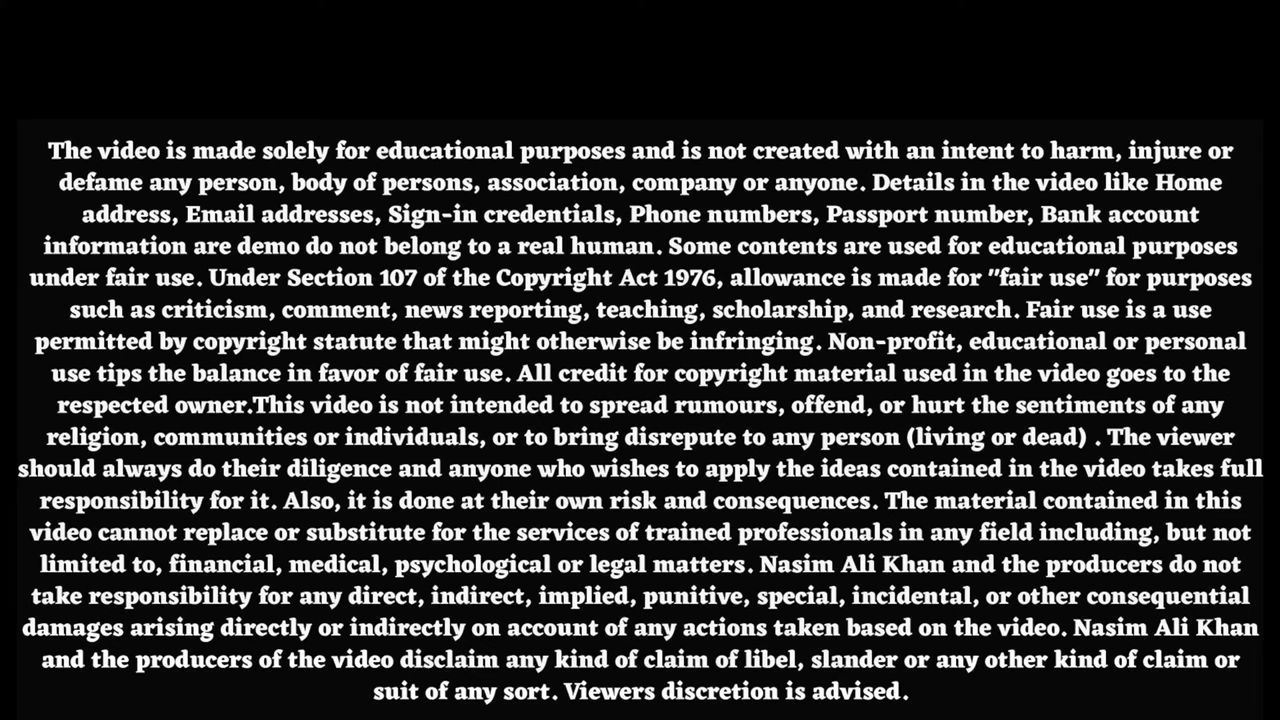 The video is made solely for educational purposes and is not created with an intent to harm, injure or
defame any person, body of persons, association, company or anyone. Details in the video like Home
address, Email addresses, Sign-in credentials, Phone numbers, Passport number, Bank account
information are demo do not belong to a real human. Some contents are used for educational purposes
under fair use. Under Section 107 of the Copyright Act 1976, allowance is made for "fair use" for purposes
such as criticism, comment, news reporting, teaching, scholarship, and research. Fair use is a use
permitted by copyright statute that might otherwise be infringing. Non-profit, educational or personal
use tips the balance in favor of fair use. All credit for copyright material used in the video goes to the
respected owner.This video is not intended to spread rumours, offend, or hurt the sentiments of any
religion, communities or individuals, or to bring disrepute to any person (living or dead) . The viewer
should always do their diligence and anyone who wishes to apply the ideas contained in the video takes full
responsibility for it. Also, it is done at their own risk and consequences. The material contained in this
video cannot replace or substitute for the services of trained professionals in any field including, but not
limited to, financial, medical, psychological or legal matters. Nasim Ali Khan and the producers do not
take responsibility for any direct, indirect, implied, punitive, special, incidental, or other consequential
damages arising directly or indirectly on account of any actions taken based on the video. Nasim Ali Khan
and the producers of the video disclaim any kind of claim of libel, slander or any other kind of claim or
suit of any sort. Viewers discretion is advised.